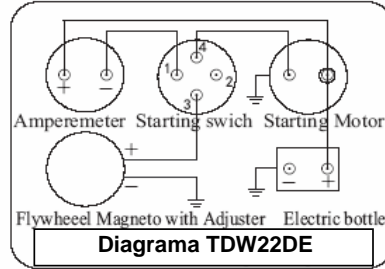 4
1
2
3
+ −
Amperemeter Starting swich Starting Motor
+
−
− +
Flywheeel Magneto with Adjuster Electric bottle
Diagrama TDW22DE